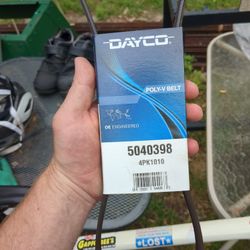 DAYCO
POLY-V BELT
OE ENGINEERED
5040398
4PK1010
LOST